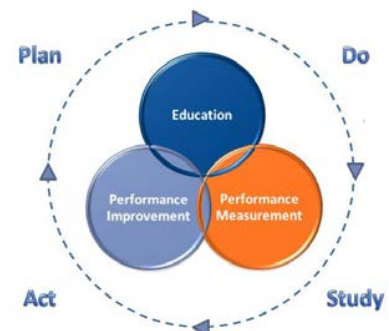 Plan
Do
Education
Performance
Improvement
Performance
Measurement
Act
Study